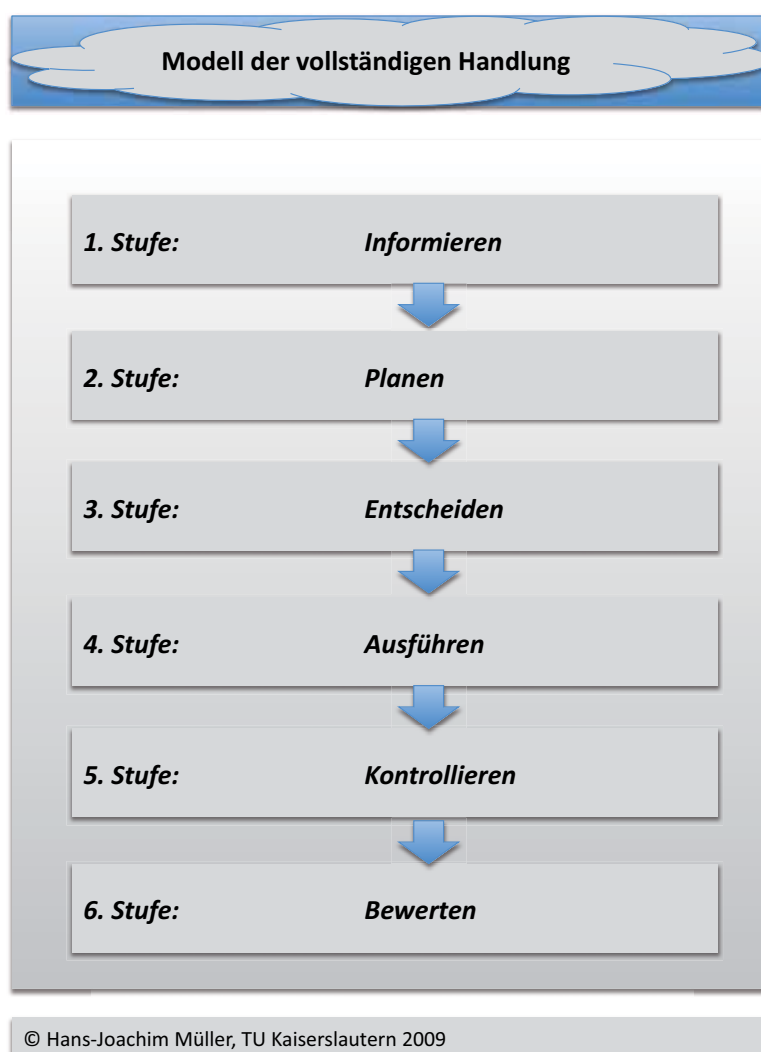 Modell der vollständigen Handlung
1. Stufe: Informieren
2. Stufe: Planen
3. Stufe: Entscheiden
4. Stufe: Ausführen
5. Stufe: Kontrollieren
6. Stufe: Bewerten
© Hans-Joachim Müller, TU Kaiserslautern 2009